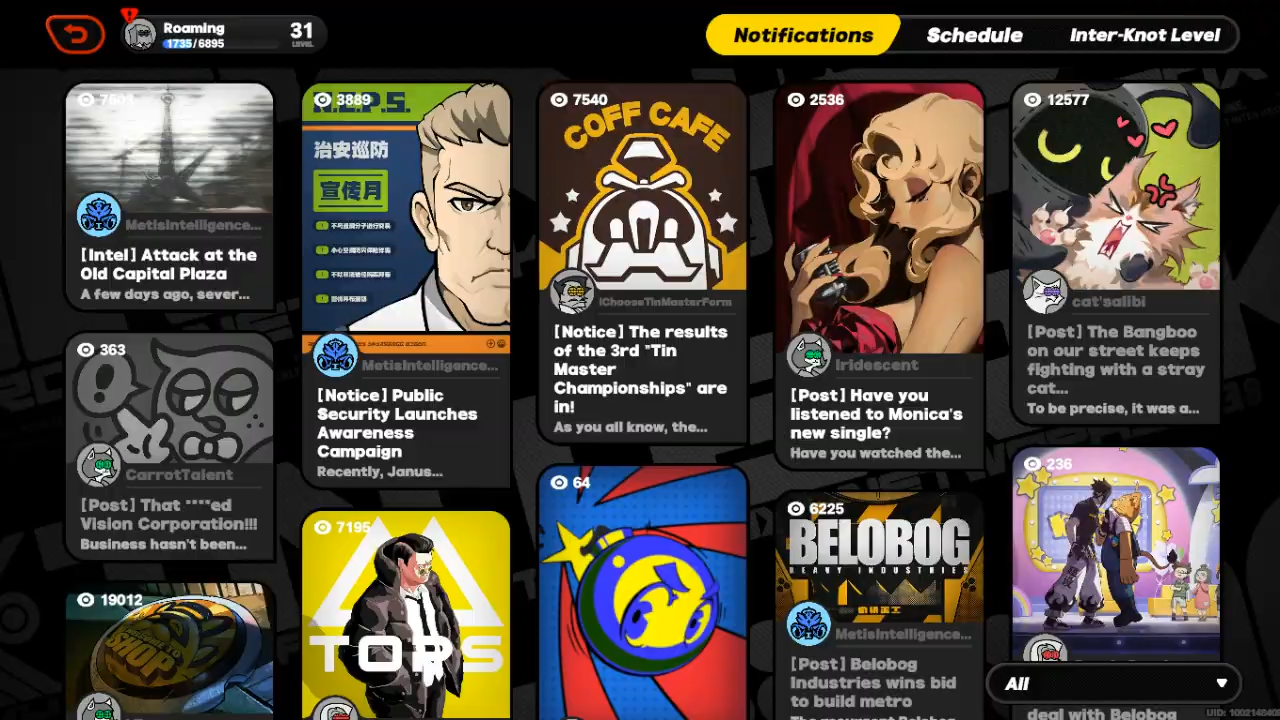 Roaming
1735/6895
31
LEVEL
Notifications
Schedule
Inter-Knot Level
7603
MetisIntelligence...
[Intel] Attack at the
Old Capital Plaza
A few days ago, sever...
363
CarrotTalent
[Post] That ****ed
Vision Corporation!!!
Business hasn't been...
19012
SHOP
3889
N.E.P.S.
治安巡防
宣传月
MetisIntelligence...
[Notice] Public
Security Launches
Awareness
Campaign
Recently, Janus...
7195
TOPS
7540
COFF CAFE
IChooseTinMasterForm
[Notice] The results
of the 3rd "Tin
Master
Championships" are
in!
As you all know, the...
64
2536
Iridescent
[Post] Have you
listened to Monica's
new single?
Have you watched the...
6225
BELOBOG
HEAVY INDUSTRIES
MetisIntelligence...
[Post] Belobog
Industries wins bid
to build metro
12577
cat'salibi
[Post] The Bangboo
on our street keeps
fighting with a stray
cat...
To be precise, it was a...
236
deal with Belobog
All